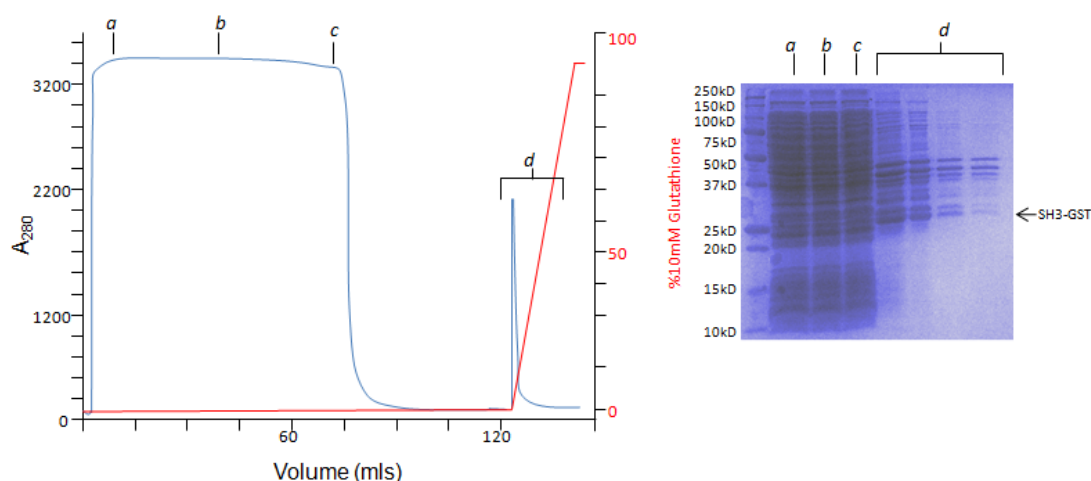 a
b
c
3200
2200
1200
0
A280
60
120
Volume (mls)
d
100
50
0
%10mM Glutathione
a
b
c
d
250kD
150kD
100kD
75kD
50kD
37kD
25kD
20kD
15kD
10kD
SH3-GST